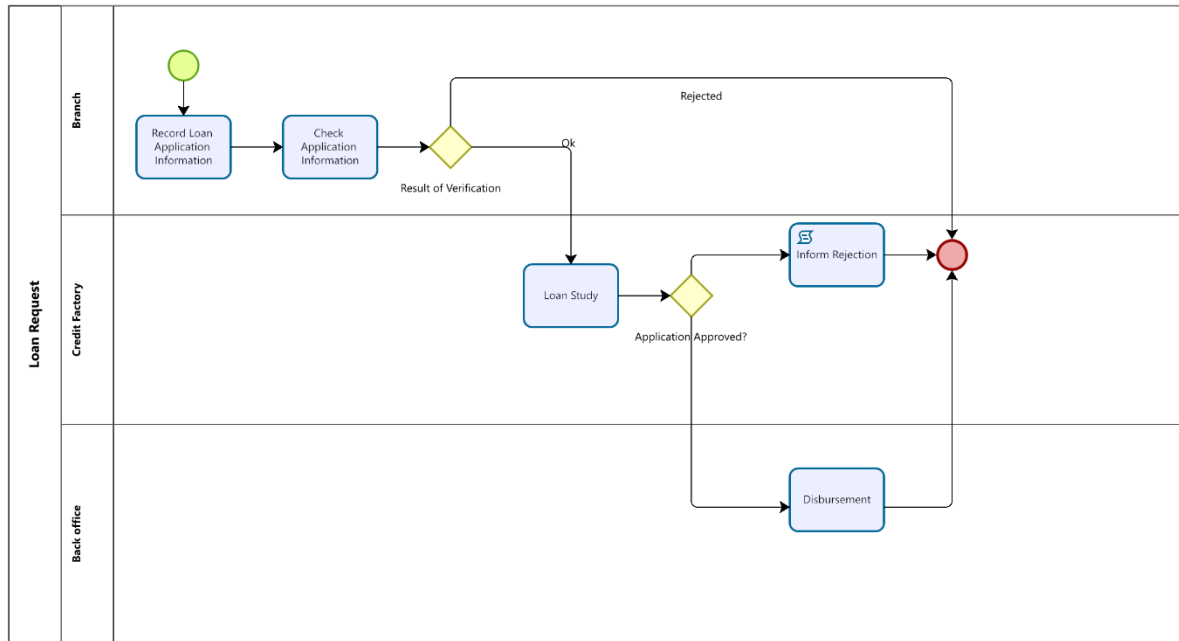 Loan Request
Branch
Record Loan
Application
Information
Check
Application
Information
Result of Verification
Rejected
Ok
Credit Factory
Loan Study
Application Approved?
Inform Rejection
Back office
Disbursement